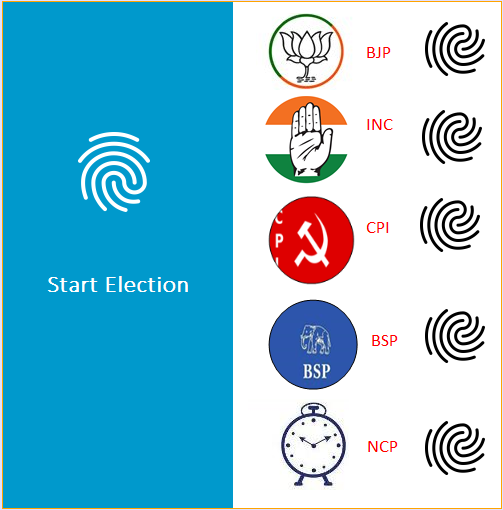 Start Election
BJP
INC
C
P
I
CPI
BSP
BSP
NCP